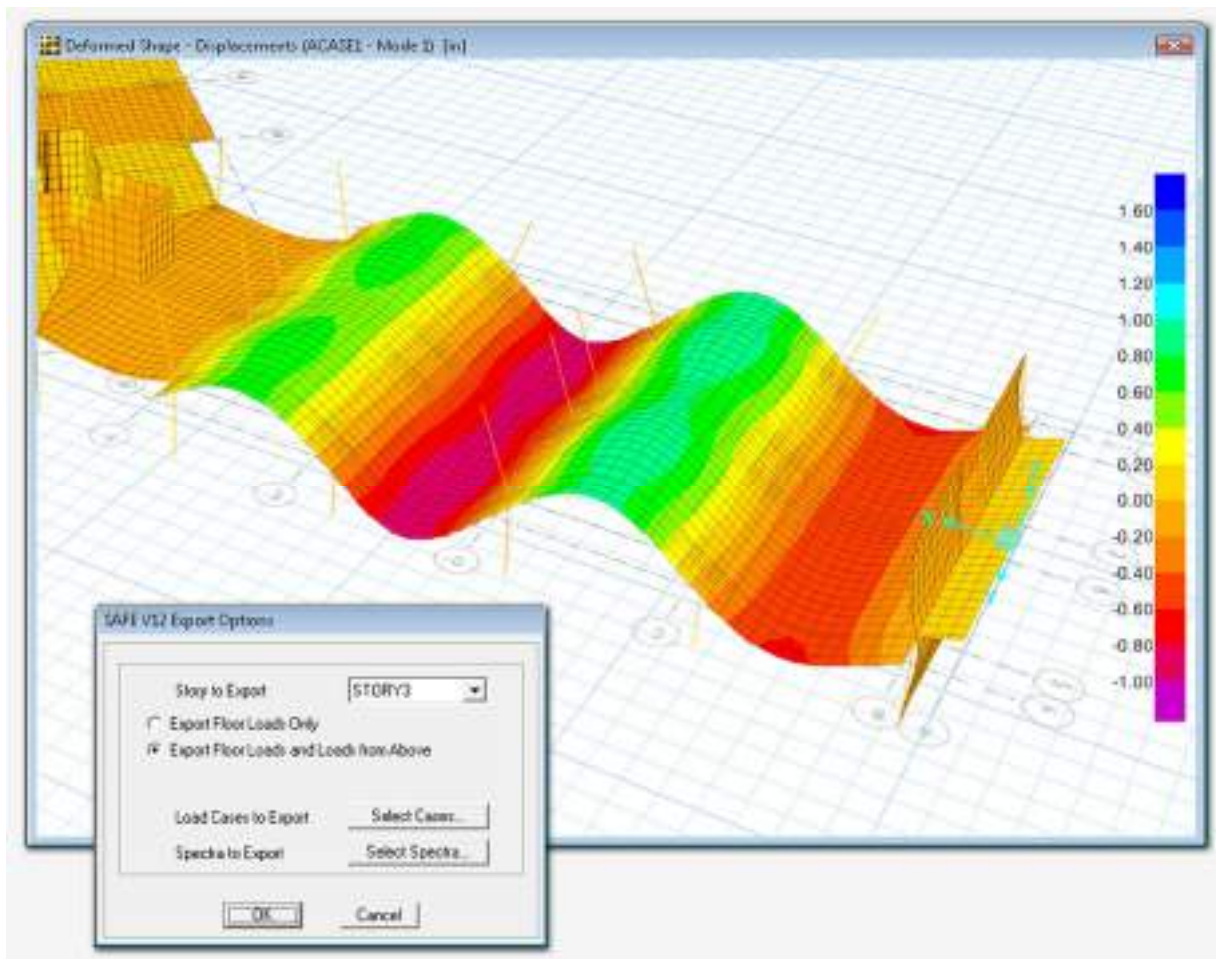 Deformed Shape - Displacements (ACASE1 - Mode 1) [in]
1.60
1.40
1.20
1.00
0.80
0.60
0.40
0.20
0.00
-0.20
-0.40
-0.60
-0.80
-1.00
SAFE V12 Export Options
Story to Export STORY3
Export Floor Loads Only
Export Floor Loads and Loads from Above
Load Cases to Export Select Cases...
Spectra to Export Select Spectra...
OK Cancel